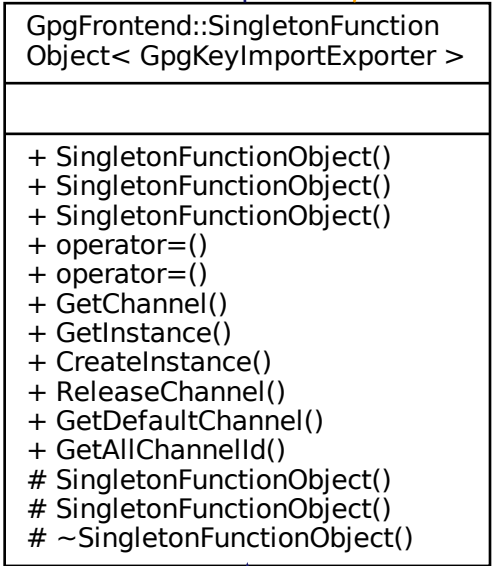 GpgFrontend::SingletonFunction
Object< GpgKeyImportExporter >
+ SingletonFunctionObject()
+ SingletonFunctionObject()
+ SingletonFunctionObject()
+ operator=()
+ operator=()
+ GetChannel()
+ GetInstance()
+ CreateInstance()
+ ReleaseChannel()
+ GetDefaultChannel()
+ GetAllChannelId()
# SingletonFunctionObject()
# SingletonFunctionObject()
# ~SingletonFunctionObject()